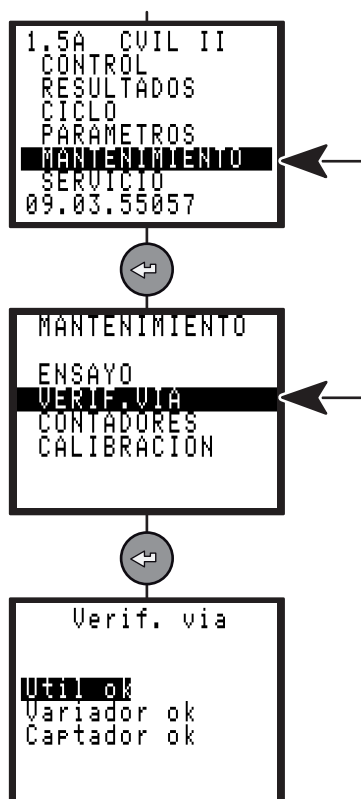 1.5A CVIL II
CONTROL
RESULTADOS
CICLO
PARAMETROS
MANTENIMIENTO
SERVICIO
09.03.55057
MANTENIMIENTO
ENSAYO
VERIF.VIA
CONTADORES
CALIBRACION
Verif. via
Util ok
Variador ok
Captador ok